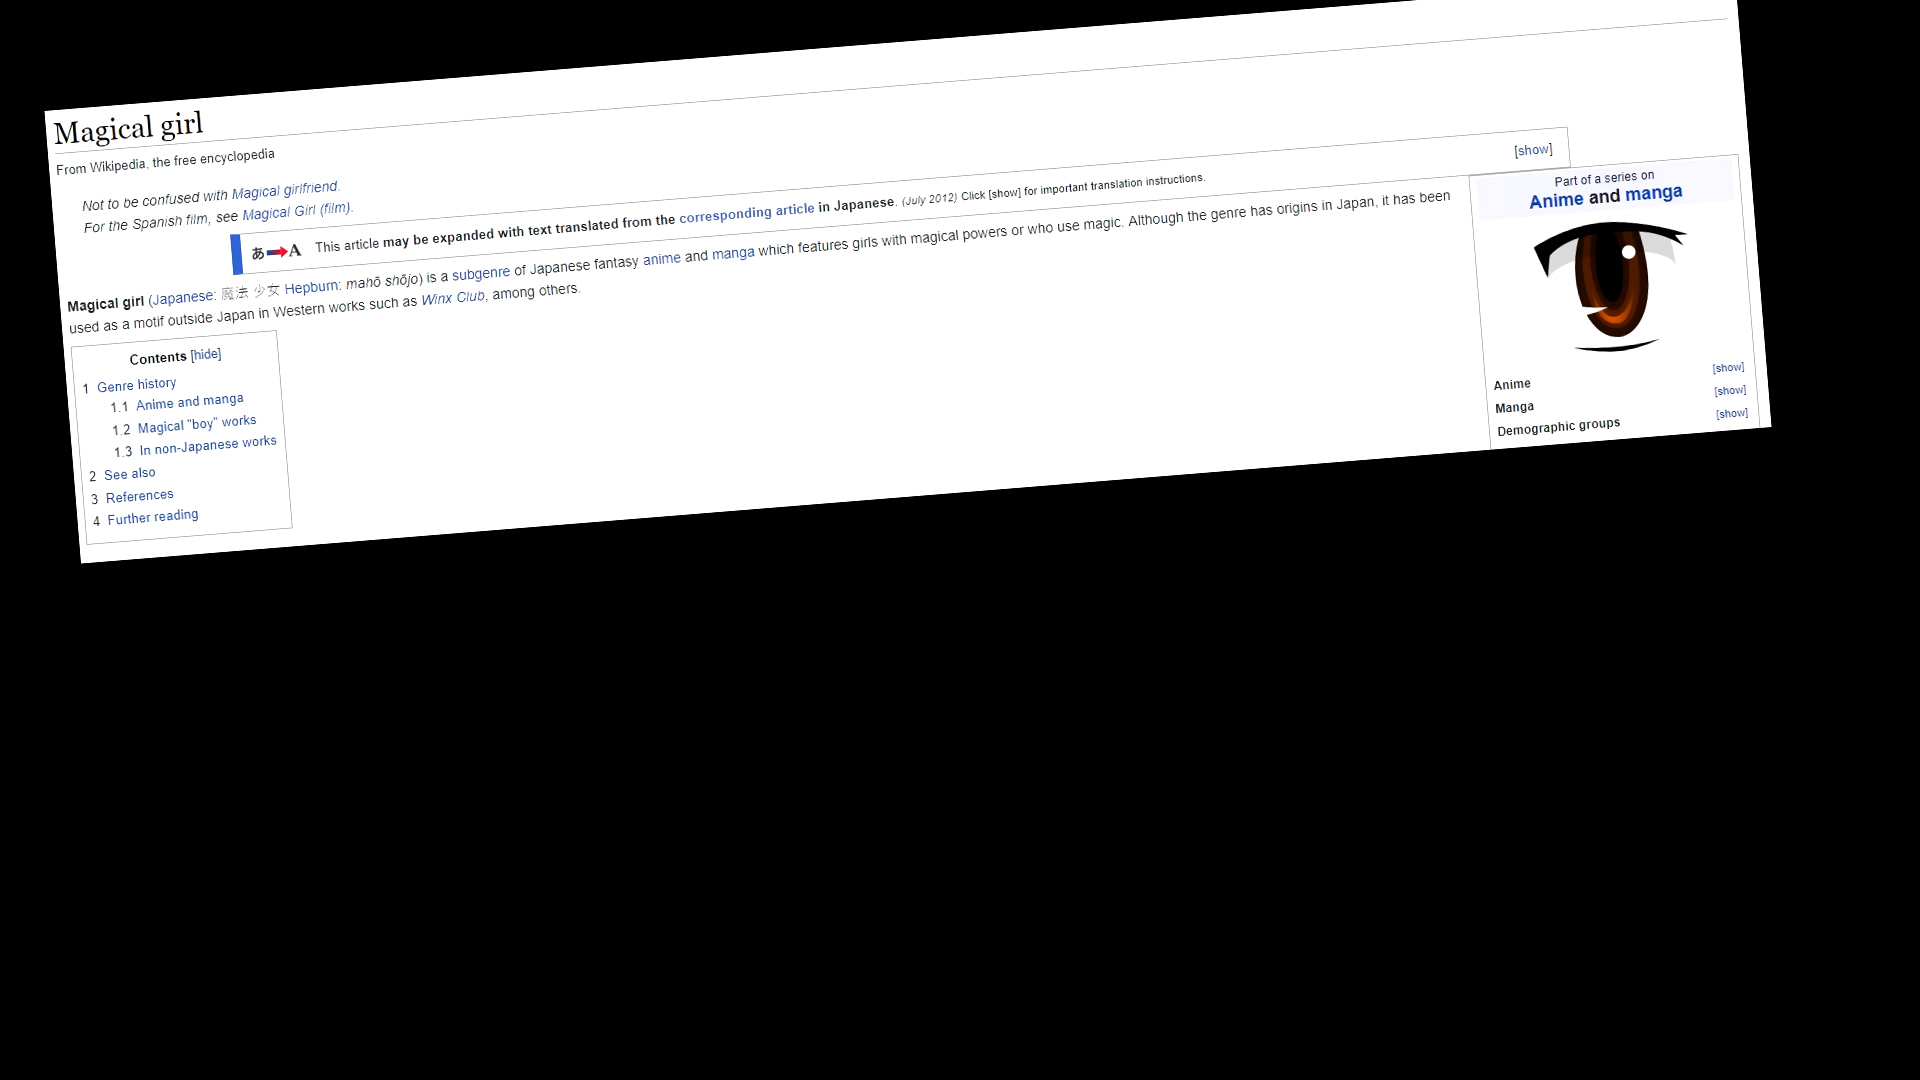 Magical girl
From Wikipedia, the free encyclopedia
Not to be confused with Magical girlfriend.
For the Spanish film, see Magical Girl (film).
あ A This article may be expanded with text translated from the corresponding article in Japanese. (July 2012) Click [show] for important translation instructions. [show]
Magical girl (Japanese: 魔法 少女 Hepburn: mahō shōjo) is a subgenre of Japanese fantasy anime and manga which features girls with magical powers or who use magic. Although the genre has origins in Japan, it has been
used as a motif outside Japan in Western works such as Winx Club, among others.
Contents [hide]
1 Genre history
1.1 Anime and manga
1.2 Magical "boy" works
1.3 In non-Japanese works
2 See also
3 References
4 Further reading
Part of a series on
Anime and manga
Anime [show]
Manga [show]
Demographic groups [show]